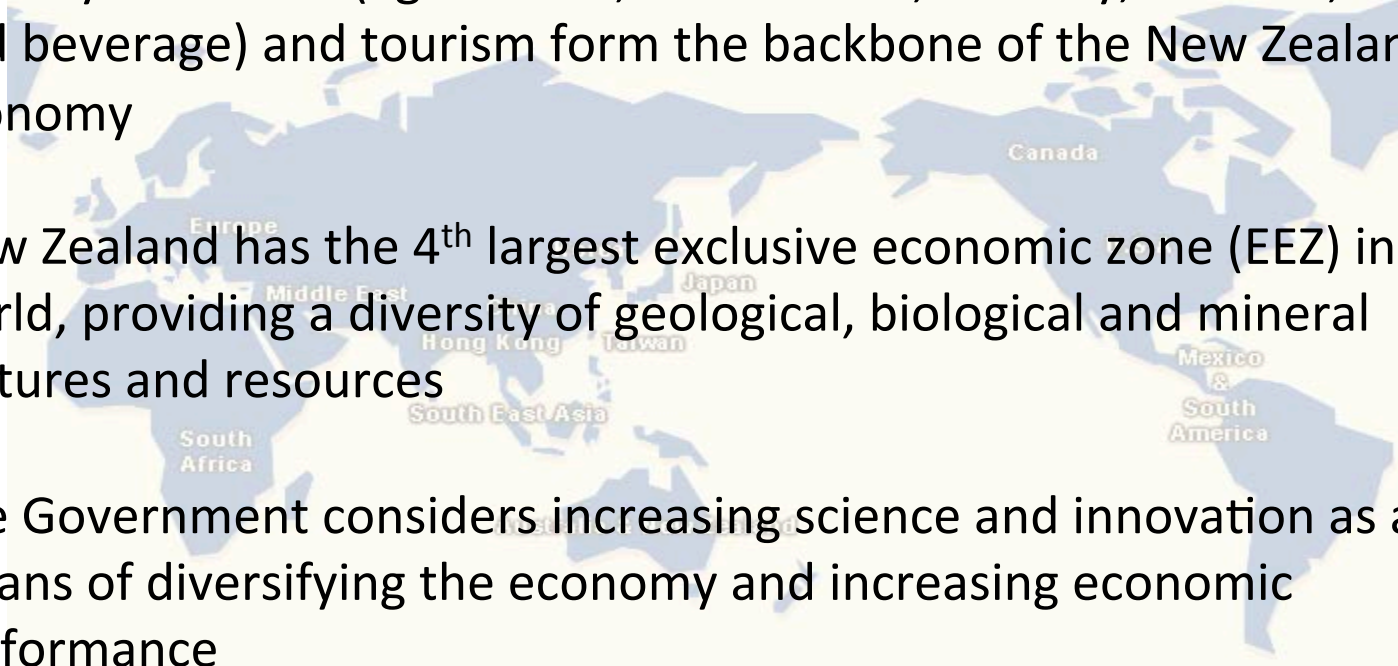 beverage) and tourism form the backbone of the New Zealan
onomy
w Zealand has the 4th largest exclusive economic zone (EEZ) in
rld, providing a diversity of geological, biological and mineral
tures and resources
e Government considers increasing science and innovation as a
ans of diversifying the economy and increasing economic
formance
Canada
Europe
Middle East
Japan
China
Hong Kong
Taiwan
South East Asia
Mexico
&
South
America
South
Africa